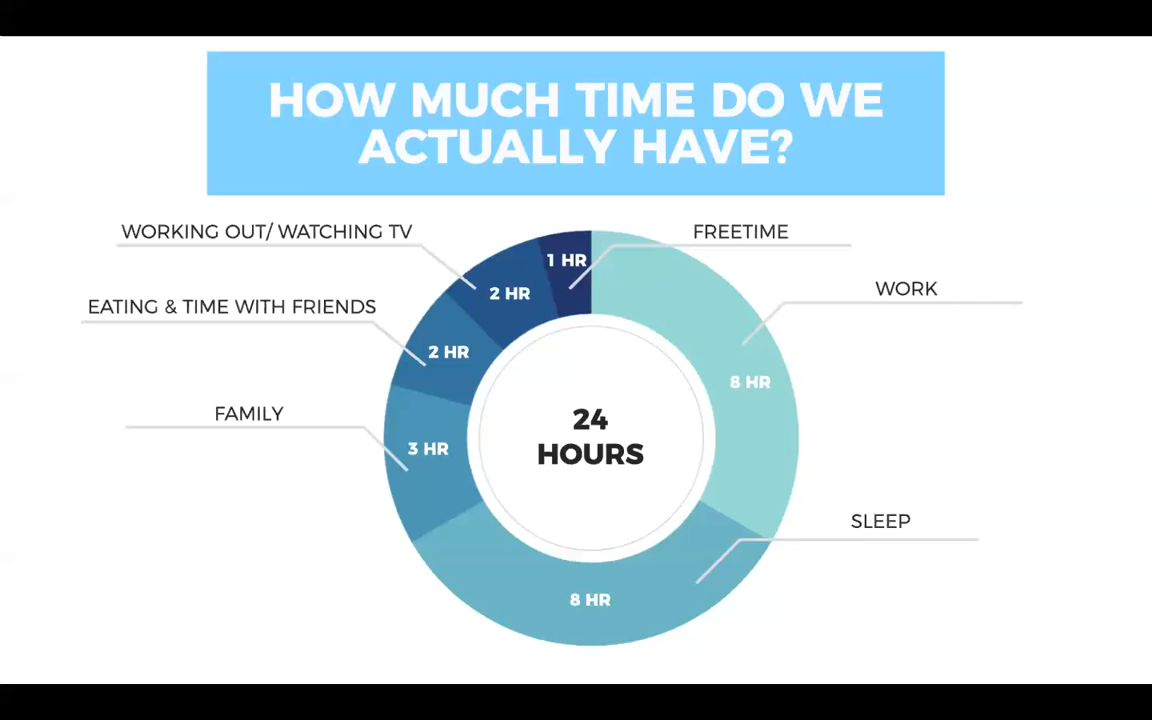 HOW MUCH TIME DO WE
ACTUALLY HAVE?
WORKING OUT/ WATCHING TV
FREETIME
1 HR
2 HR
WORK
EATING & TIME WITH FRIENDS
2 HR
8 HR
FAMILY
3 HR
24
HOURS
SLEEP
8 HR